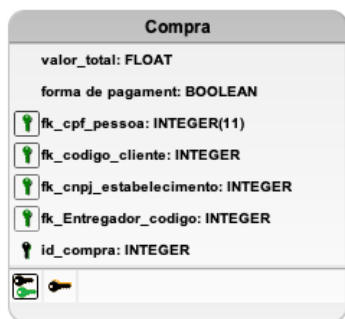 Compra
valor_total: FLOAT
forma de pagament: BOOLEAN
fk_cpf_pessoa: INTEGER(11)
fk_codigo_cliente: INTEGER
fk_cnpj_estabelecimento: INTEGER
fk_Entregador_codigo: INTEGER
id_compra: INTEGER